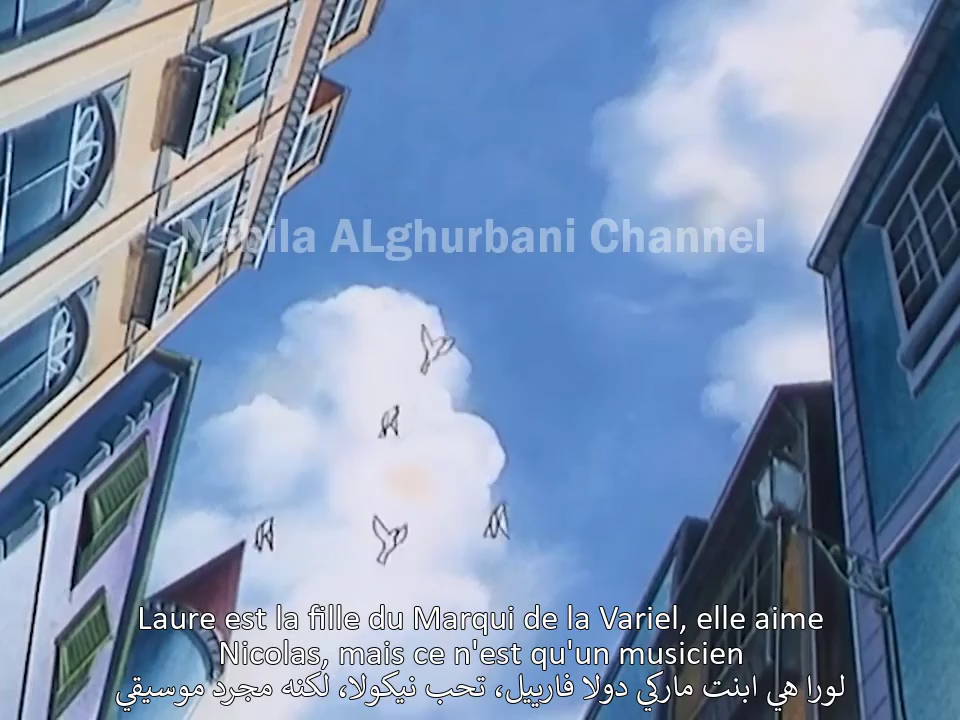 Nabila ALghurbani Channel
Laure est la fille du Marqui de la Variel, elle aime
Nicolas, mais ce n'est qu'un musicien
لورا هي ابنت ماركي دولا فارييل، تحب نيكولا، لكنه مجرد موسيقي